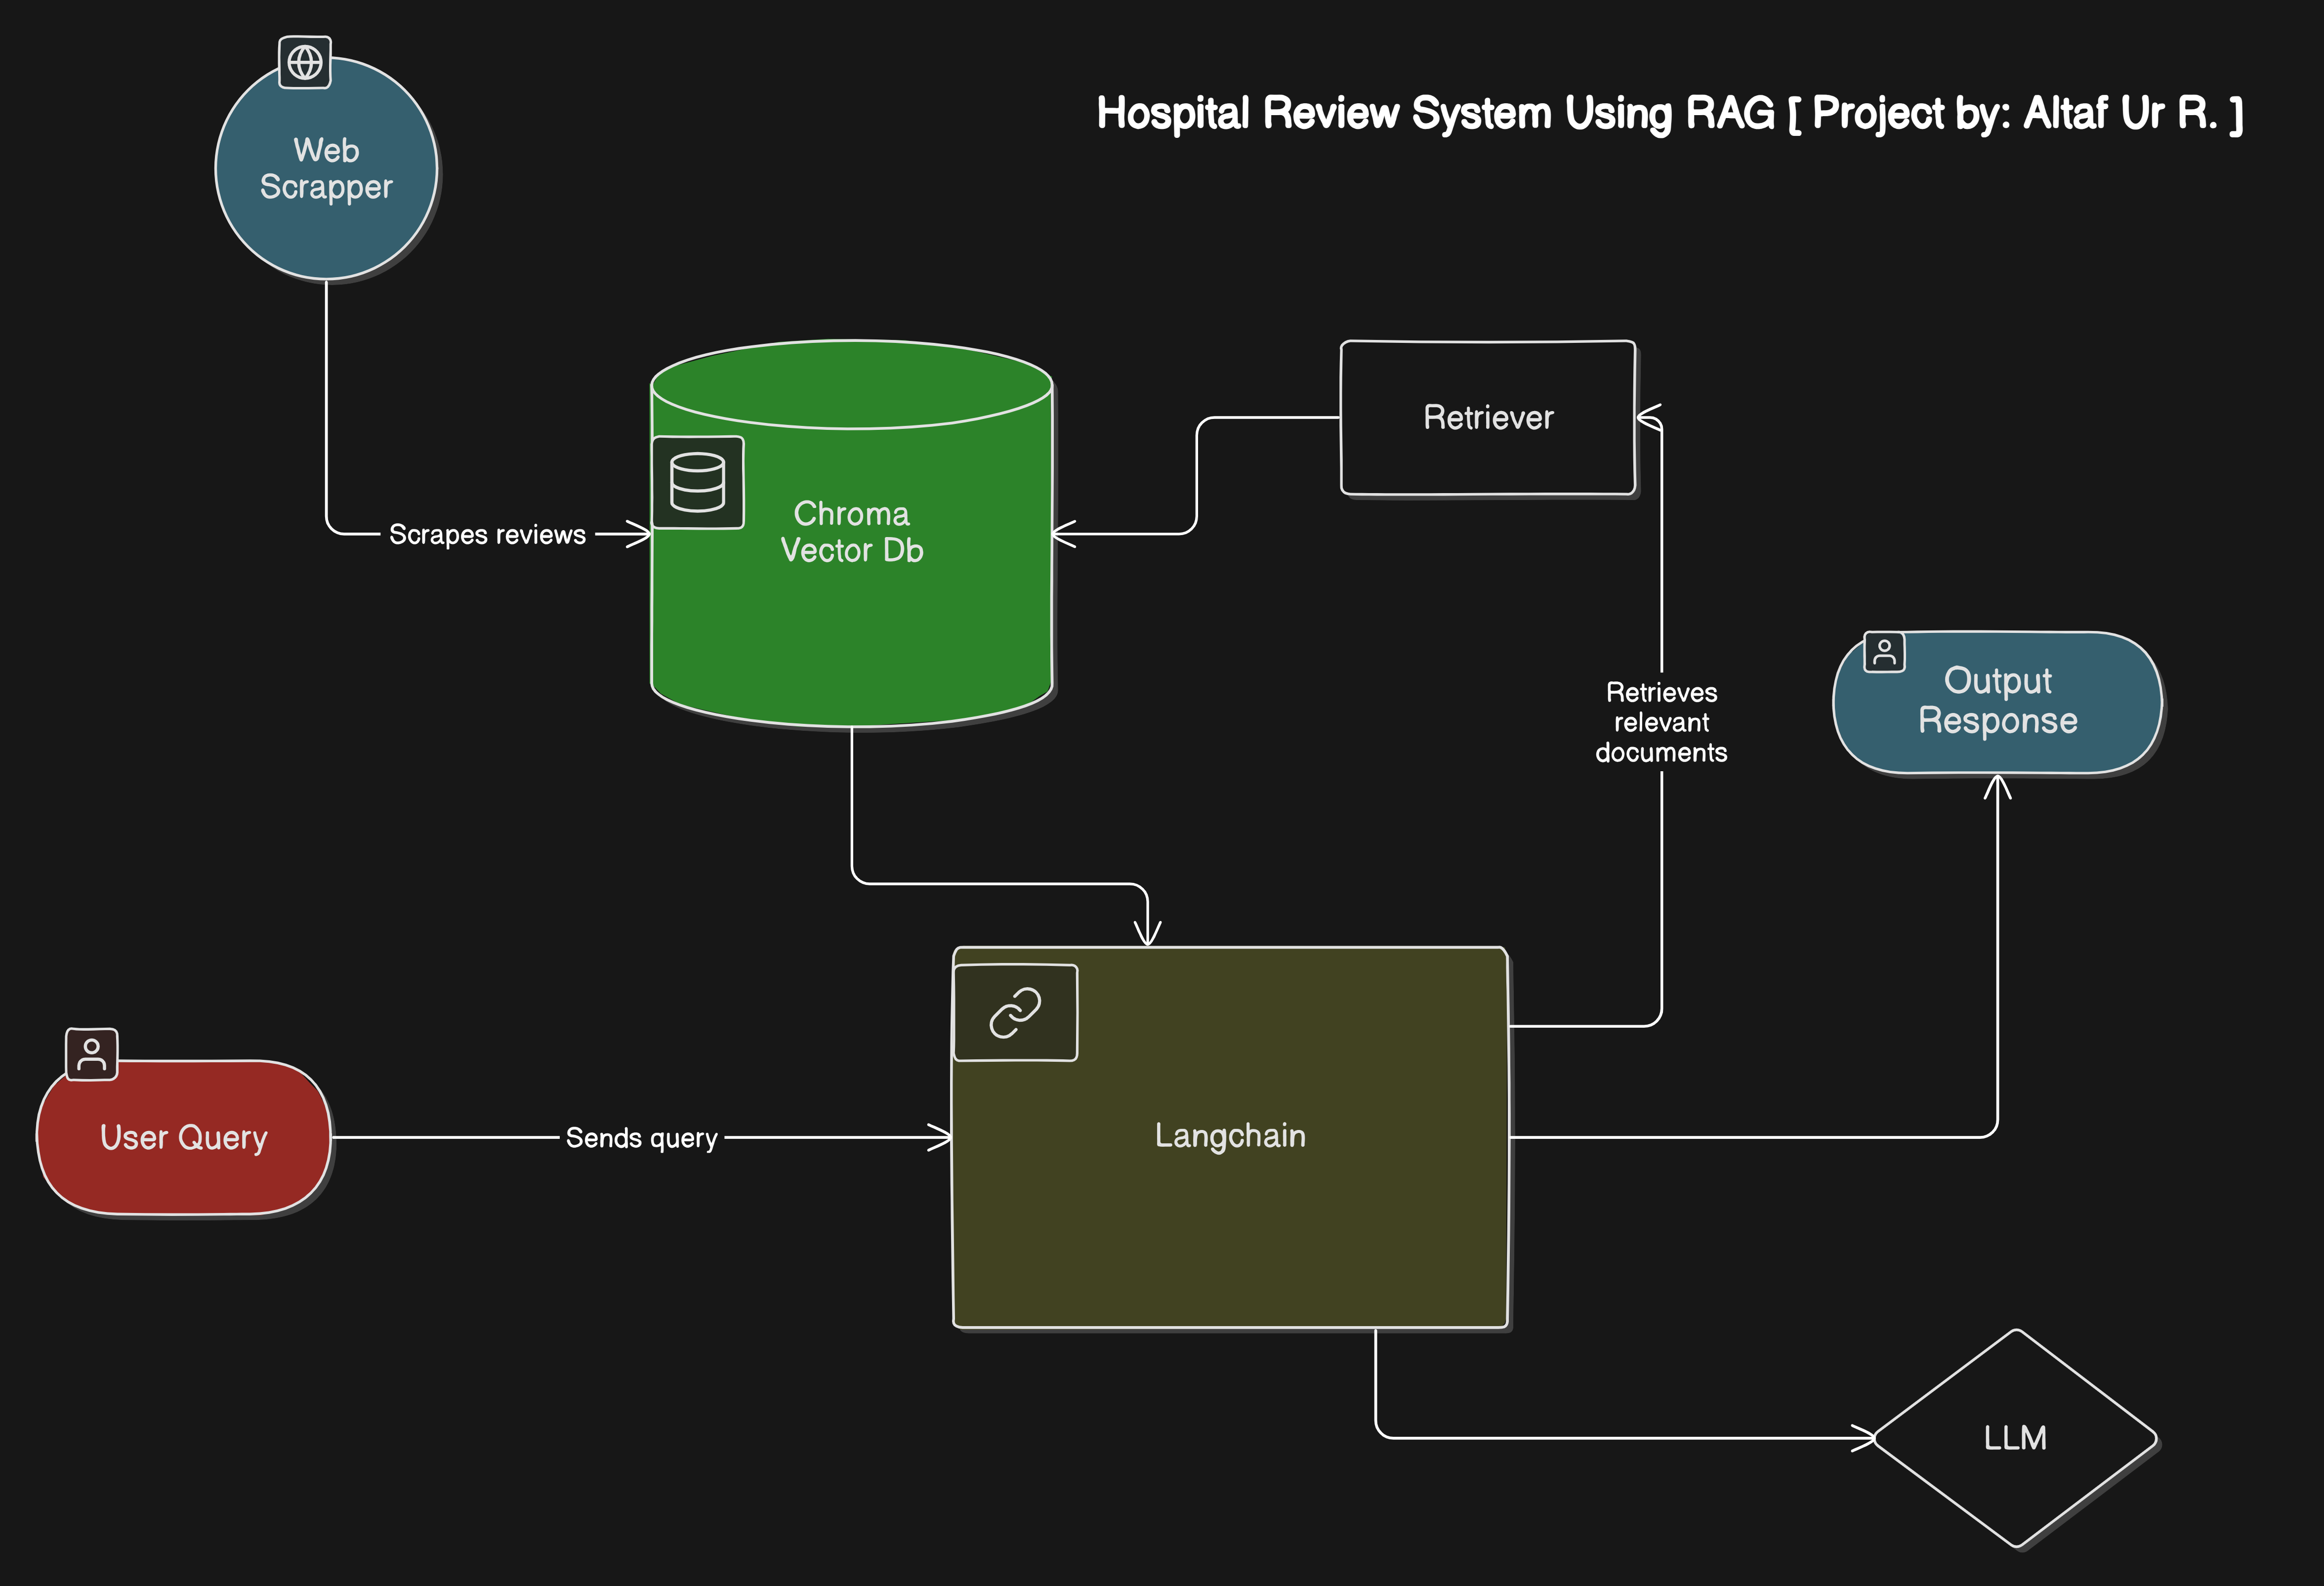 Hospital Review System Using RAG [ Project by: Altaf Ur R. ]
Web
Scrapper
Scrapes reviews
Chroma
Vector Db
Retriever
Retrieves
relevant
documents
Output
Response
User Query
Sends query
Langchain
LLM